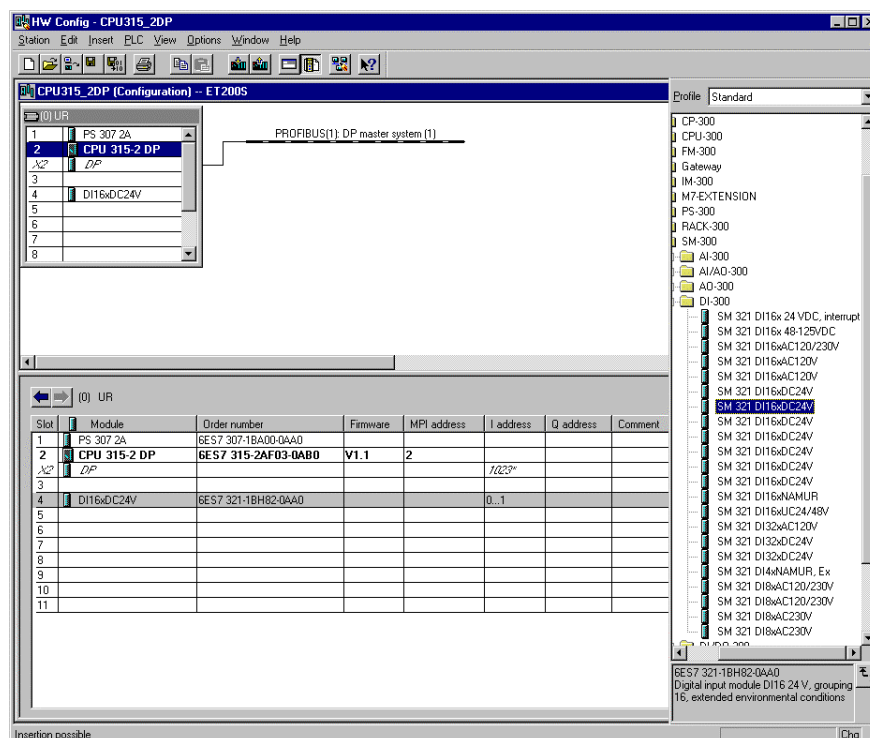 HW Config - CPU315_2DP
Station Edit Insert PLC View Options Window Help
CPU315_2DP (Configuration) -- ET200S
(0) UR
1 PS 307 2A
2 CPU 315-2 DP
X2 DP
3
4 DI16xDC24V
5
6
7
8
PROFIBUS(1): DP master system (1)
(0) UR
Slot Module Order number Firmware MPI address I address Q address Comment
1 PS 307 2A 6ES7 307-1BA00-0AA0
2 CPU 315-2 DP 6ES7 315-2AF03-0AB0 V1.1 2
X2 DP 1023*
3
4 DI16xDC24V 6ES7 321-1BH82-0AA0 0...1
5
6
7
8
9
10
11
Profile Standard
CP-300
CPU-300
FM-300
Gateway
IM-300
M7-EXTENSION
PS-300
RACK-300
SM-300
AI-300
AI/AO-300
AO-300
DI-300
SM 321 DI16x 24 VDC, interrupt
SM 321 DI16x 48-125VDC
SM 321 DI16xAC120/230V
SM 321 DI16xAC120V
SM 321 DI16xAC120V
SM 321 DI16xDC24V
SM 321 DI16xDC24V
SM 321 DI16xDC24V
SM 321 DI16xDC24V
SM 321 DI16xDC24V
SM 321 DI16xDC24V
SM 321 DI16xDC24V
SM 321 DI16xNAMUR
SM 321 DI16xUC24/48V
SM 321 DI32xAC120V
SM 321 DI32xDC24V
SM 321 DI32xDC24V
SM 321 DI4xNAMUR, Ex
SM 321 DI8xAC120/230V
SM 321 DI8xAC120/230V
SM 321 DI8xAC230V
SM 321 DI8xAC230V
DI/DO-300
6ES7 321-1BH82-0AA0
Digital input module DI16 24 V, grouping
16, extended environmental conditions
Insertion possible
Chg